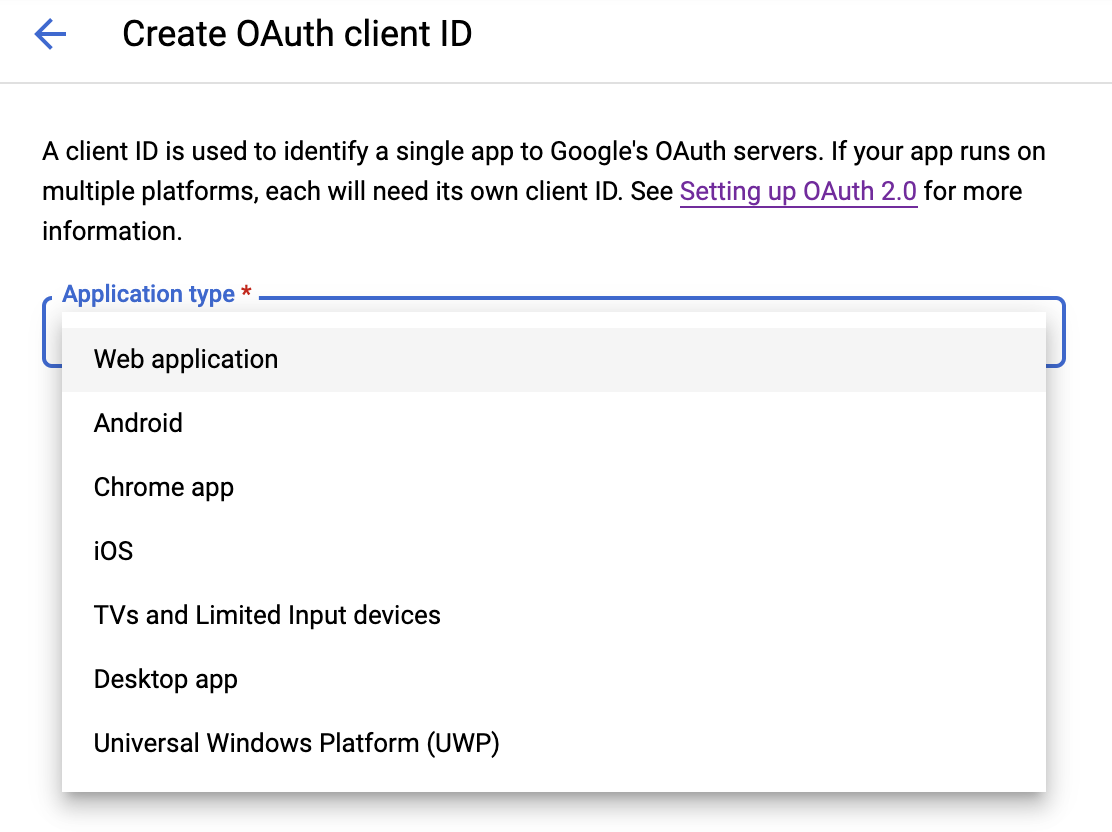 Create OAuth client ID
A client ID is used to identify a single app to Google's OAuth servers. If your app runs on
multiple platforms, each will need its own client ID. See Setting up OAuth 2.0 for more
information.
Application type *
Web application
Android
Chrome app
iOS
TVs and Limited Input devices
Desktop app
Universal Windows Platform (UWP)